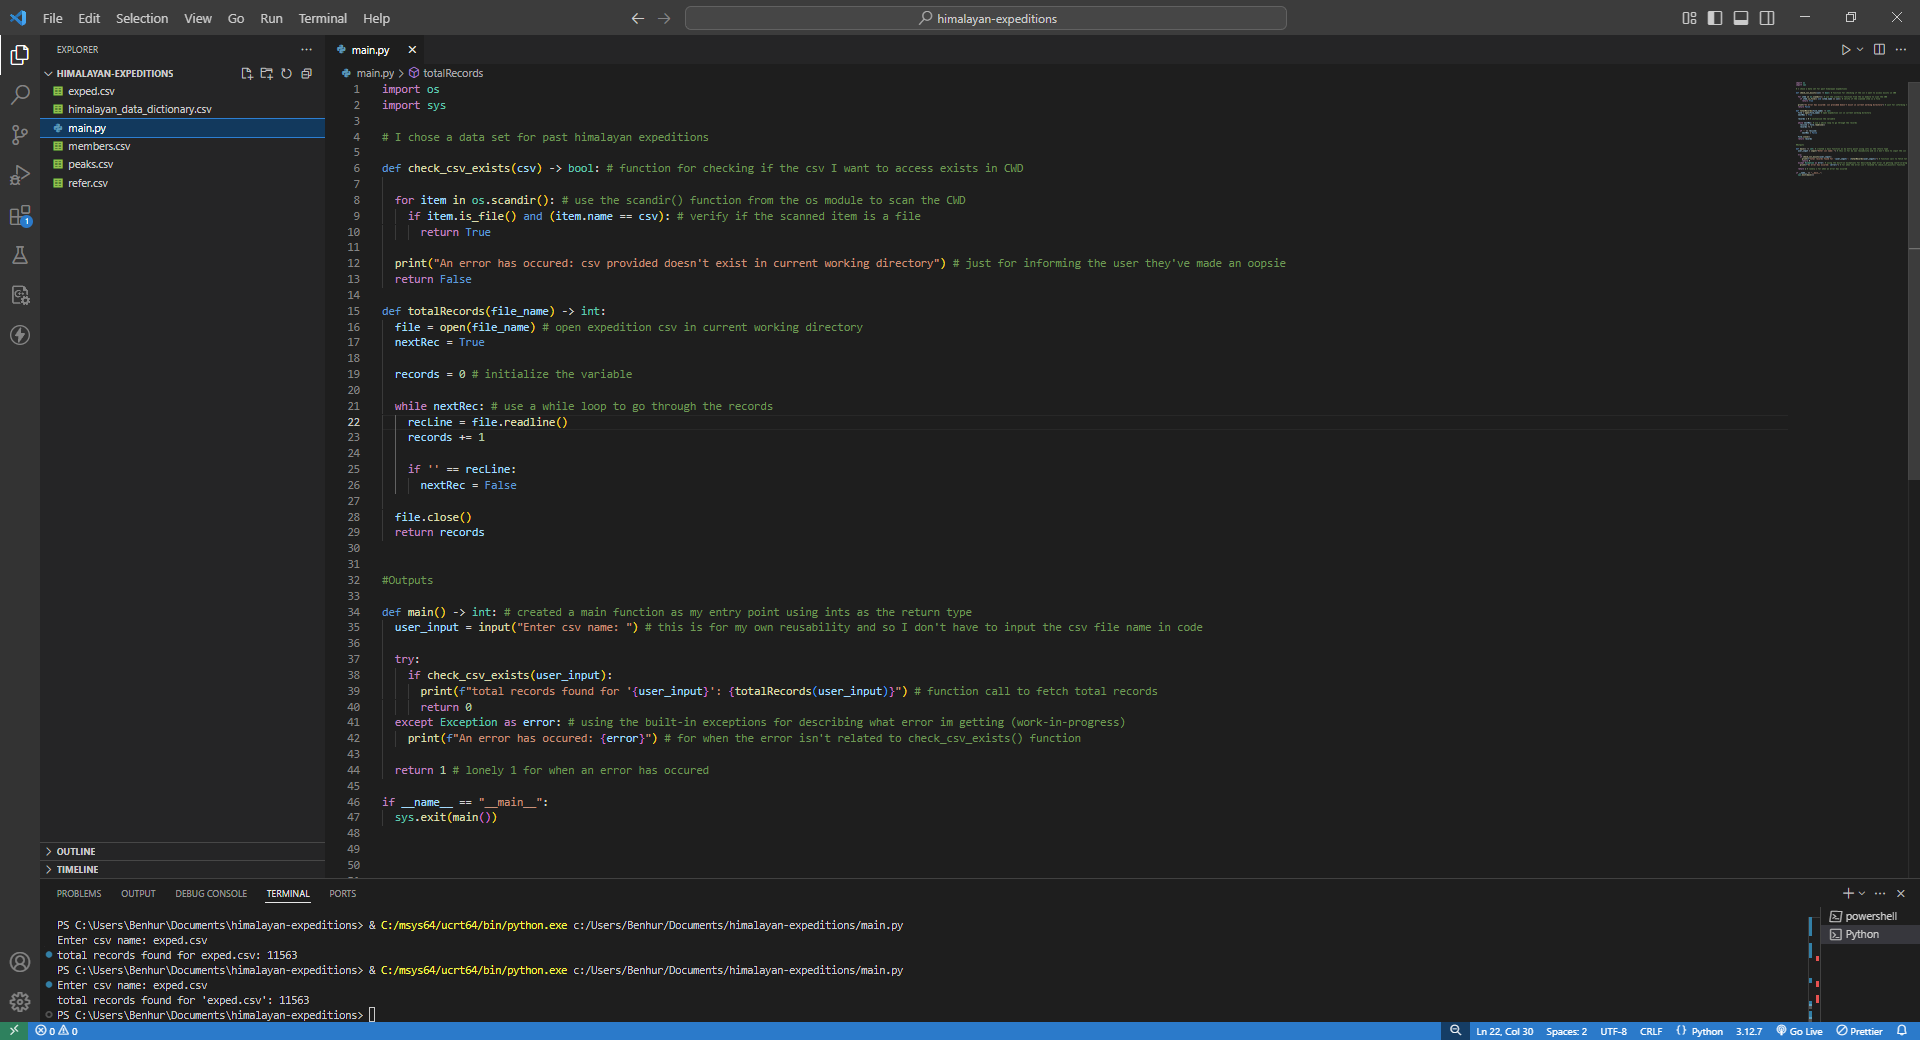 File Edit Selection View Go Run Terminal Help
himalayan-expeditions
EXPLORER
HIMALAYAN-EXPEDITIONS
exped.csv
himalayan_data_dictionary.csv
main.py
members.csv
peaks.csv
refer.csv
OUTLINE
TIMELINE
main.py
main.py > totalRecords
1 import os
2 import sys
3
4 # I chose a data set for past himalayan expeditions
5
6 def check_csv_exists(csv) -> bool: # function for checking if the csv I want to access exists in CWD
7
8 for item in os.scandir(): # use the scandir() function from the os module to scan the CWD
9 if item.is_file() and (item.name == csv): # verify if the scanned item is a file
10 return True
11
12 print("An error has occured: csv provided doesn't exist in current working directory") # just for informing the user they've made an oopsie
13 return False
14
15 def totalRecords(file_name) -> int:
16 file = open(file_name) # open expedition csv in current working directory
17 nextRec = True
18
19 records = 0 # initialize the variable
20
21 while nextRec: # use a while loop to go through the records
22 recLine = file.readline()
23 records += 1
24
25 if '' == recLine:
26 nextRec = False
27
28 file.close()
29 return records
30
31
32 #Outputs
33
34 def main() -> int: # created a main function as my entry point using ints as the return type
35 user_input = input("Enter csv name: ") # this is for my own reusability and so I don't have to input the csv file name in code
36
37 try:
38 if check_csv_exists(user_input):
39 print(f"total records found for '{user_input}': {totalRecords(user_input)}") # function call to fetch total records
40 return 0
41 except Exception as error: # using the built-in exceptions for describing what error im getting (work-in-progress)
42 print(f"An error has occured: {error}") # for when the error isn't related to check_csv_exists() function
43
44 return 1 # lonely 1 for when an error has occured
45
46 if __name__ == "__main__":
47 sys.exit(main())
48
49
50
PROBLEMS OUTPUT DEBUG CONSOLE TERMINAL PORTS
PS C:\Users\Benhur\Documents\himalayan-expeditions> & C:/msys64/ucrt64/bin/python.exe c:/Users/Benhur/Documents/himalayan-expeditions/main.py
Enter csv name: exped.csv
total records found for exped.csv: 11563
PS C:\Users\Benhur\Documents\himalayan-expeditions> & C:/msys64/ucrt64/bin/python.exe c:/Users/Benhur/Documents/himalayan-expeditions/main.py
Enter csv name: exped.csv
total records found for 'exped.csv': 11563
PS C:\Users\Benhur\Documents\himalayan-expeditions>
powershell
Python
1
0 0 Ln 22, Col 30 Spaces: 2 UTF-8 CRLF {} Python 3.12.7 Go Live Prettier